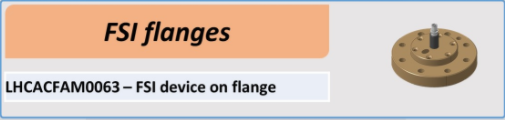 FSI flanges
LHCACFAM0063 – FSI device on flange